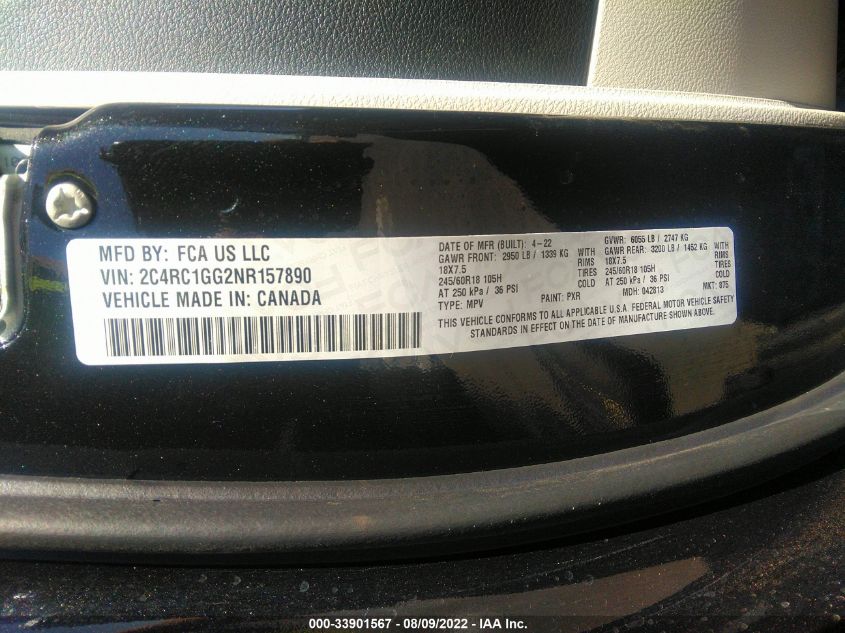 MFD BY: FCA US LLC
VIN: 2C4RC1GG2NR157890
VEHICLE MADE IN: CANADA
DATE OF MFR (BUILT): 4-22
GVWR: 6055 LB / 2747 KG
GAWR FRONT: 2950 LB / 1339 KG WITH
GAWR REAR: 3200 LB / 1452 KG WITH
18X7.5 RIMS
18X7.5 RIMS
245/60R18 105H
245/60R18 105H
AT 250 kPa / 36 PSI COLD
AT 250 kPa / 36 PSI COLD
TYPE: MPV PAINT: PXR MDH: 042813 MKT: 875
THIS VEHICLE CONFORMS TO ALL APPLICABLE U.S.A. FEDERAL MOTOR VEHICLE SAFETY
STANDARDS IN EFFECT ON THE DATE OF MANUFACTURE SHOWN ABOVE.
000-33901567 - 08/09/2022 - IAA Inc.